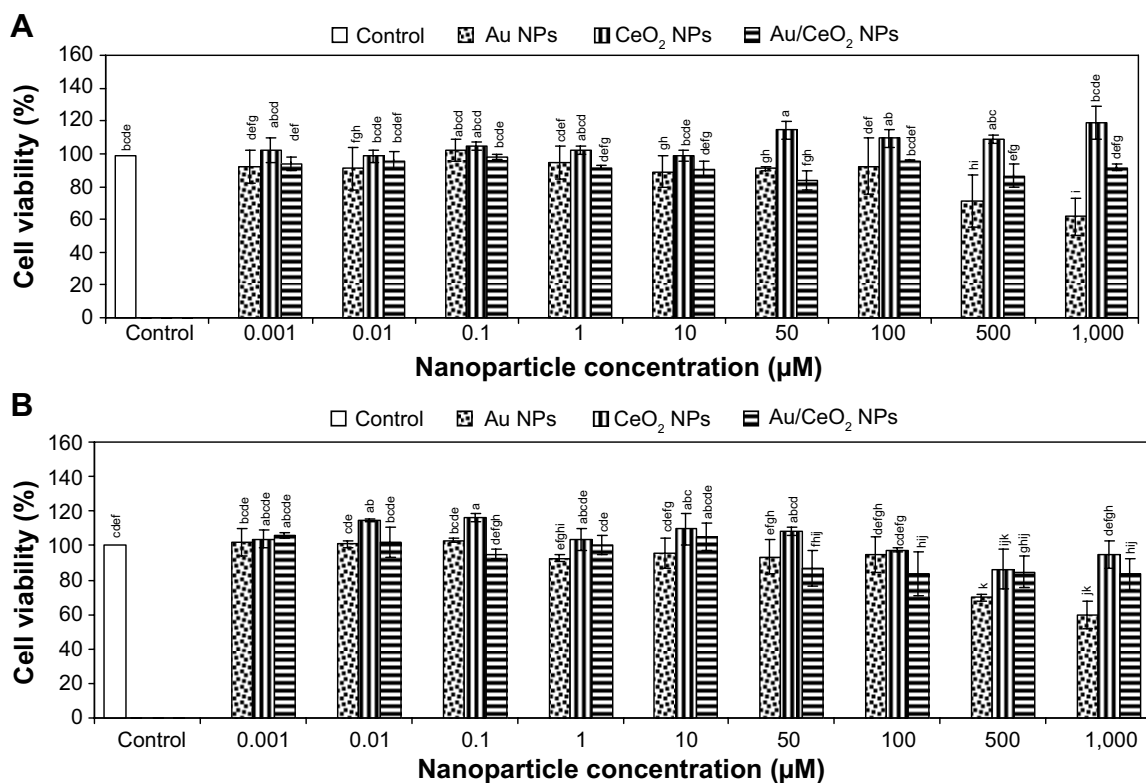 A
Control Au NPs CeO₂ NPs Au/CeO₂ NPs
160
140
120
100
80
60
40
20
0
Cell viability (%)
bcde
defg abcd def
fgh bcde bcdef
abcd abcd bcde
cdef abcd defg
gh bcde defg
gh a fgh
def ab bcdef
hi abc efg
i bcde defg
Control 0.001 0.01 0.1 1 10 50 100 500 1,000
Nanoparticle concentration (µM)
B
Control Au NPs CeO₂ NPs Au/CeO₂ NPs
160
140
120
100
80
60
40
20
0
Cell viability (%)
cdef
bcde abcde abcde
cde ab bcde
bcde a defgh
efghi abcde cde
cdefg abc abcde
efgh abcd fhij
defgh cdefg hij
k ijk ghij
jk defgh hij
Control 0.001 0.01 0.1 1 10 50 100 500 1,000
Nanoparticle concentration (µM)